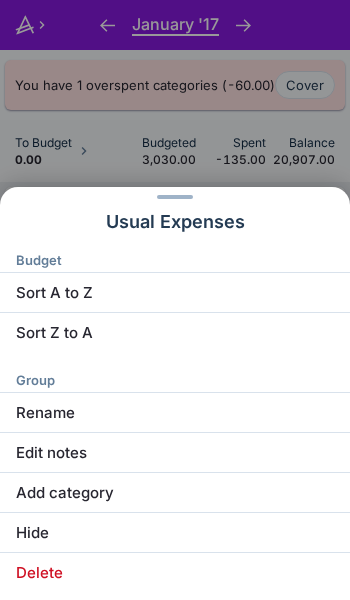 January '17
You have 1 overspent categories (-60.00) Cover
To Budget Budgeted Spent Balance
0.00 3,030.00 -135.00 20,907.00
Usual Expenses
Budget
Sort A to Z
Sort Z to A
Group
Rename
Edit notes
Add category
Hide
Delete